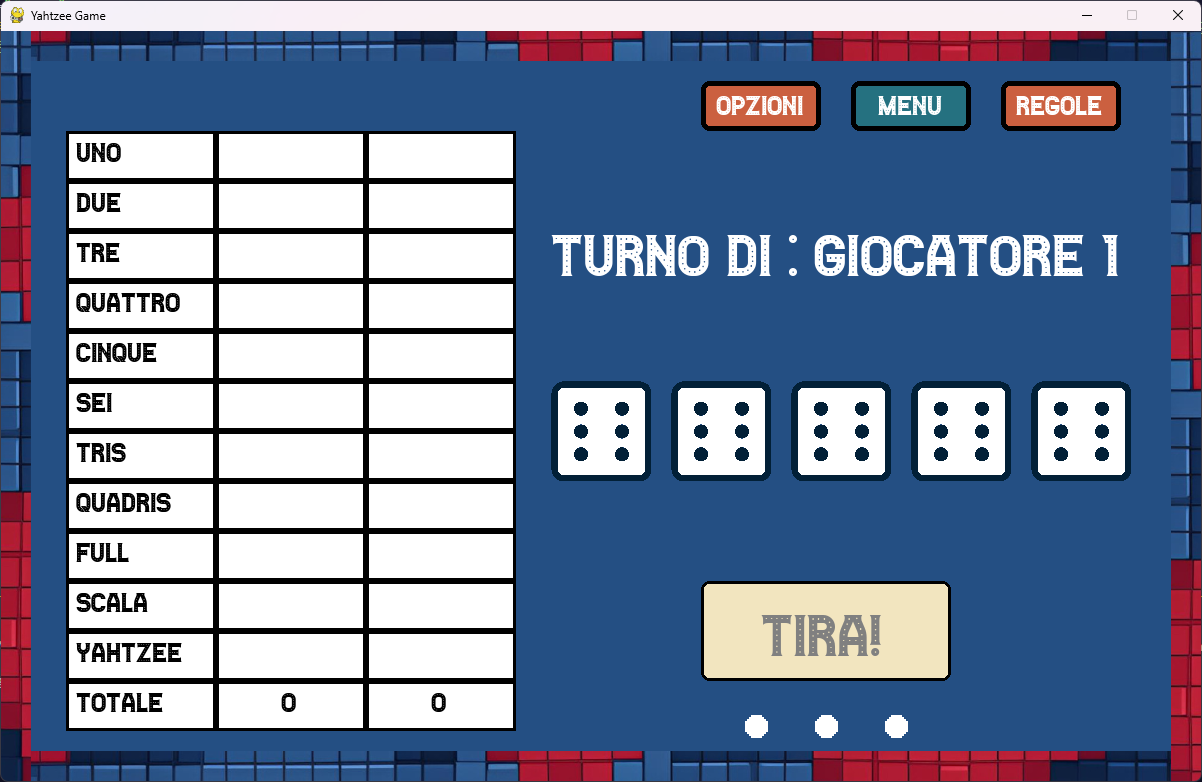 Yahtzee Game
OPZIONI MENU REGOLE
UNO
DUE
TRE
QUATTRO
CINQUE
SEI
TRIS
QUADRIS
FULL
SCALA
YAHTZEE
TOTALE 0 0
TURNO DI : GIOCATORE 1
TIRA!